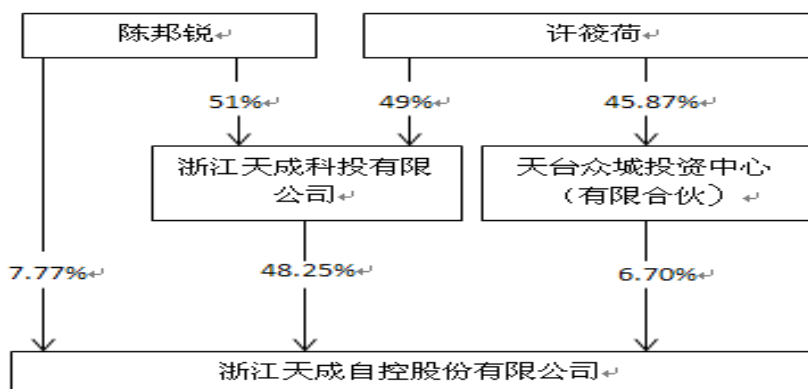 陈邦锐↵
许筱荷↵
51%↵
49%↵
45.87%↵
浙江天成科投有限
公司↵
天台众城投资中心
（有限合伙）↵
7.77%↵
48.25%↵
6.70%↵
浙江天成自控股份有限公司↵